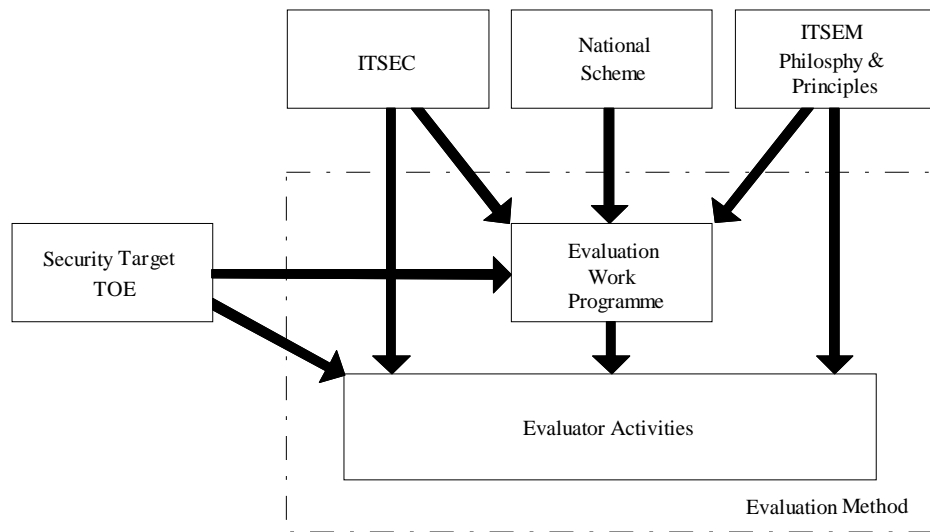 ITSEC
National
Scheme
ITSEM
Philosphy &
Principles
Security Target
TOE
Evaluation
Work
Programme
Evaluator Activities
Evaluation Method